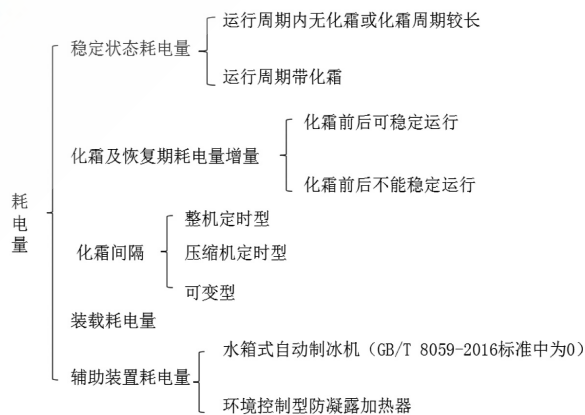 运行周期内无化霜或化霜周期较长
稳定状态耗电量
运行周期带化霜
化霜前后可稳定运行
化霜及恢复期耗电量增量
化霜前后不能稳定运行
耗电量
整机定时型
化霜间隔
压缩机定时型
可变型
装载耗电量
水箱式自动制冰机（GB/T 8059-2016标准中为0）
辅助装置耗电量
环境控制型防凝露加热器